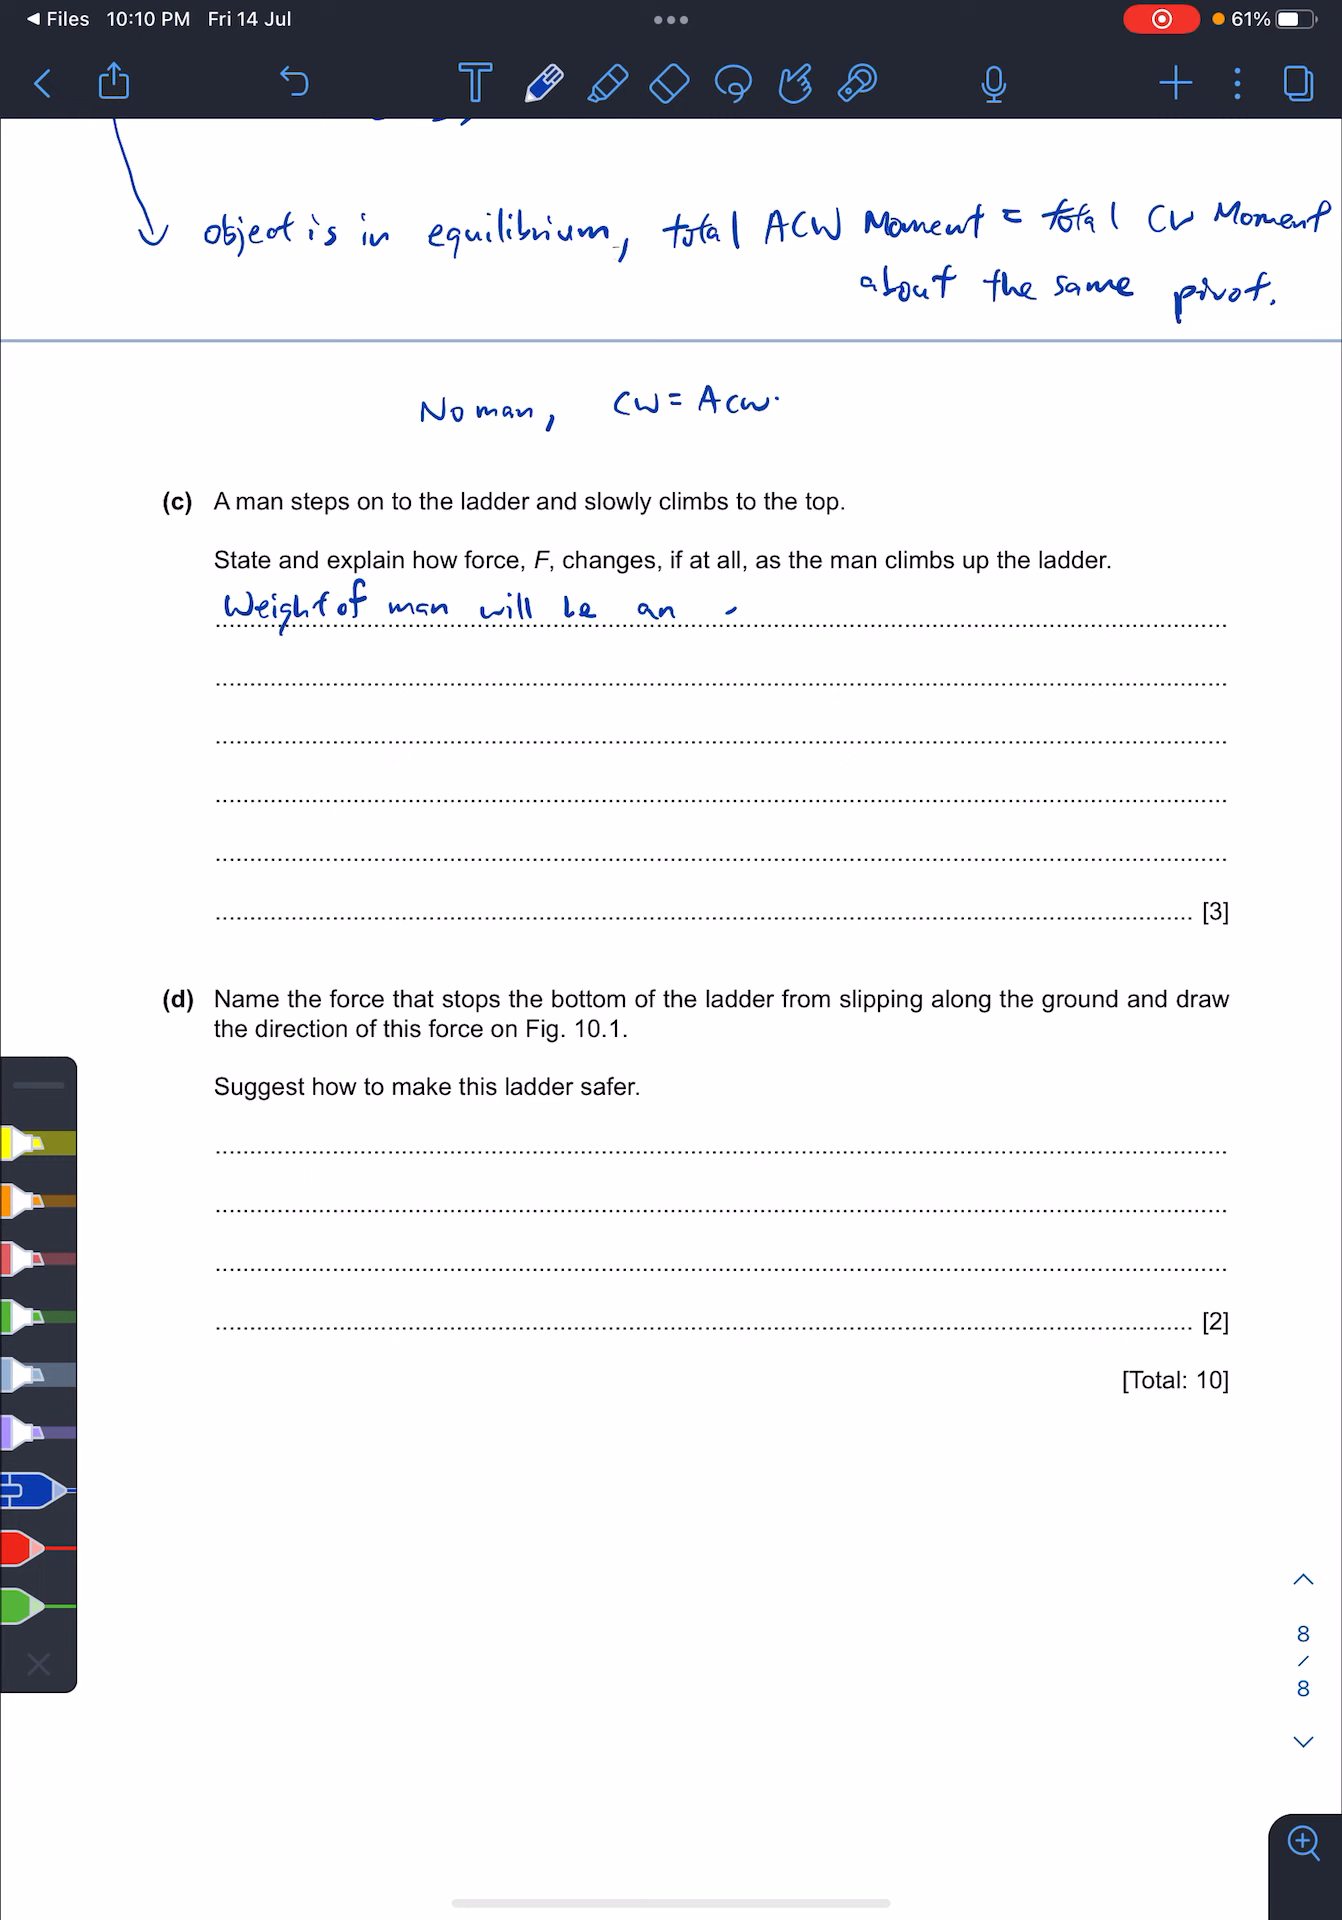 Files 10:10 PM Fri 14 Jul
61%
object is in equilibrium, total ACW Moment = total CW Moment
about the same pivot.
No man, CW = ACW.
(c) A man steps on to the ladder and slowly climbs to the top.
State and explain how force, F, changes, if at all, as the man climbs up the ladder.
Weight of man will be an
[3]
(d) Name the force that stops the bottom of the ladder from slipping along the ground and draw
the direction of this force on Fig. 10.1.
Suggest how to make this ladder safer.
[2]
[Total: 10]
8
/
8